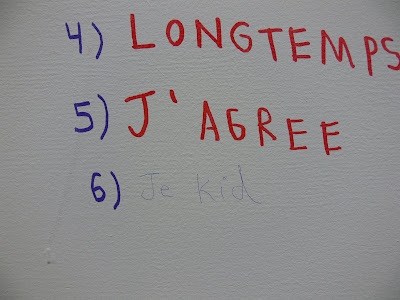 4) LONGTEMPS
5) J'AGREE
6) Je kid